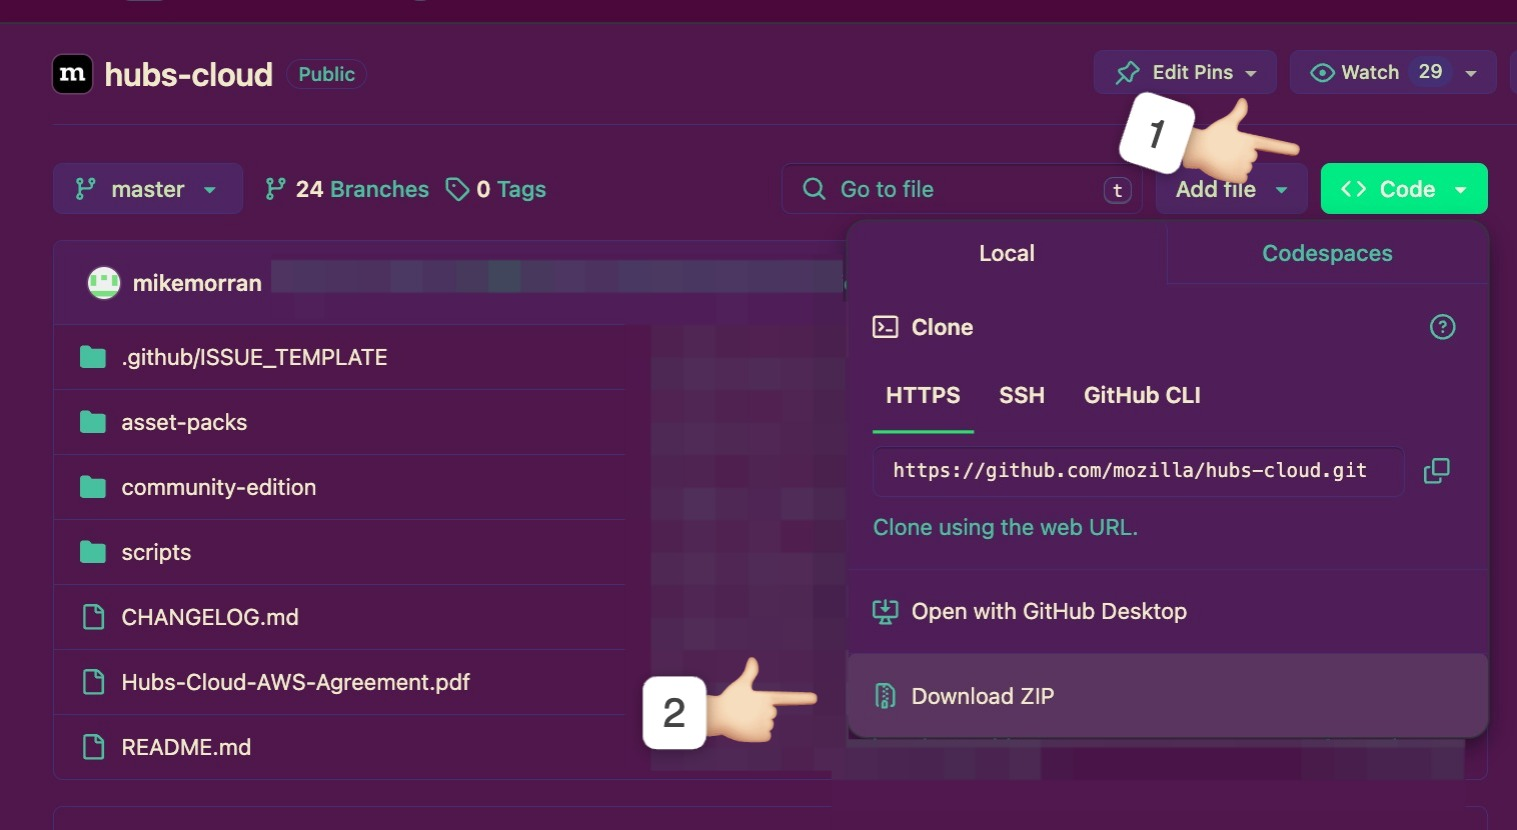 m hubs-cloud Public
Edit Pins Watch 29
1
master 24 Branches 0 Tags Go to file t Add file <> Code
Local Codespaces
mikemorran
Clone
.github/ISSUE_TEMPLATE
HTTPS SSH GitHub CLI
asset-packs
https://github.com/mozilla/hubs-cloud.git
community-edition
Clone using the web URL.
scripts
Open with GitHub Desktop
CHANGELOG.md
Hubs-Cloud-AWS-Agreement.pdf
2
Download ZIP
README.md